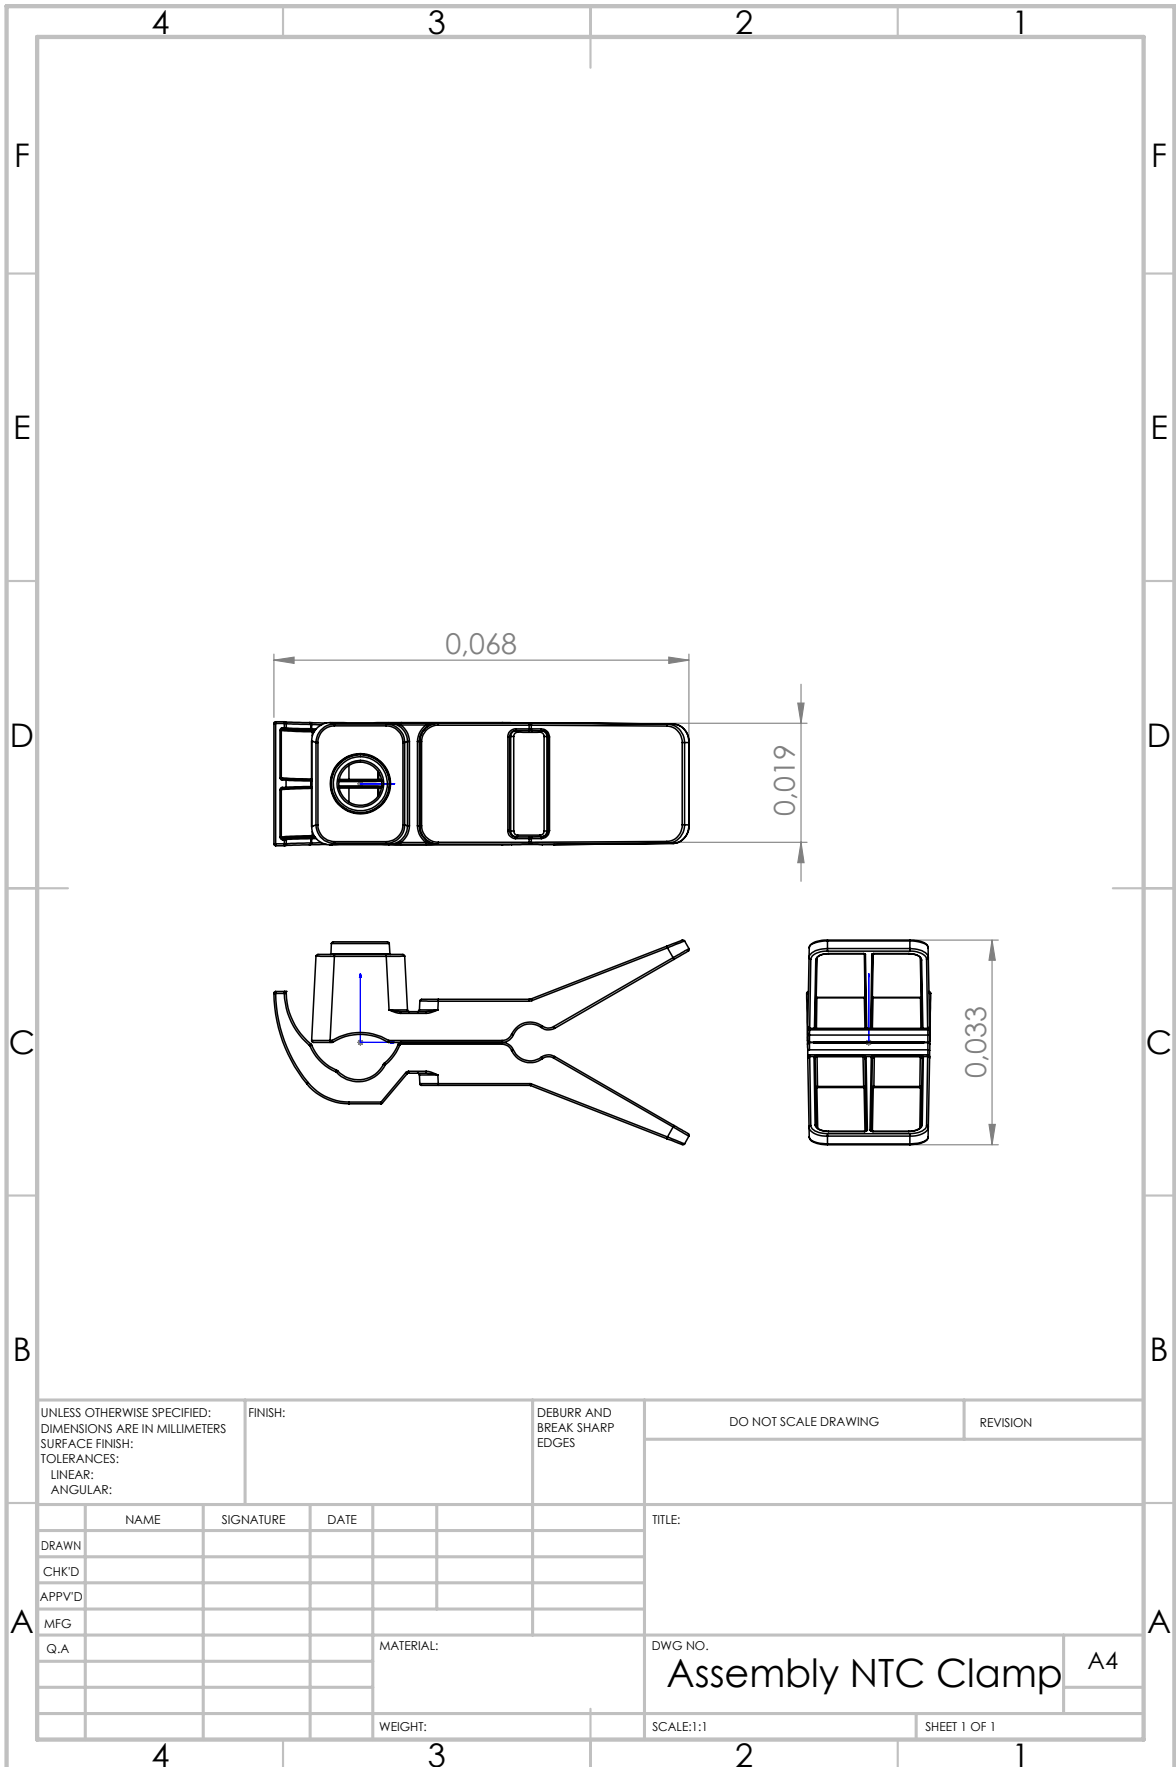 4 3 2 1
F F
E E
0,068
D D
0,019
C C
0,033
B B
UNLESS OTHERWISE SPECIFIED:
DIMENSIONS ARE IN MILLIMETERS
SURFACE FINISH:
TOLERANCES:
LINEAR:
ANGULAR:
FINISH:
DEBURR AND
BREAK SHARP
EDGES
DO NOT SCALE DRAWING
REVISION
NAME SIGNATURE DATE
TITLE:
DRAWN
CHK'D
APPV'D
A A
MFG
Q.A
MATERIAL:
DWG NO.
Assembly NTC Clamp
A4
WEIGHT:
SCALE:1:1
SHEET 1 OF 1
4 3 2 1